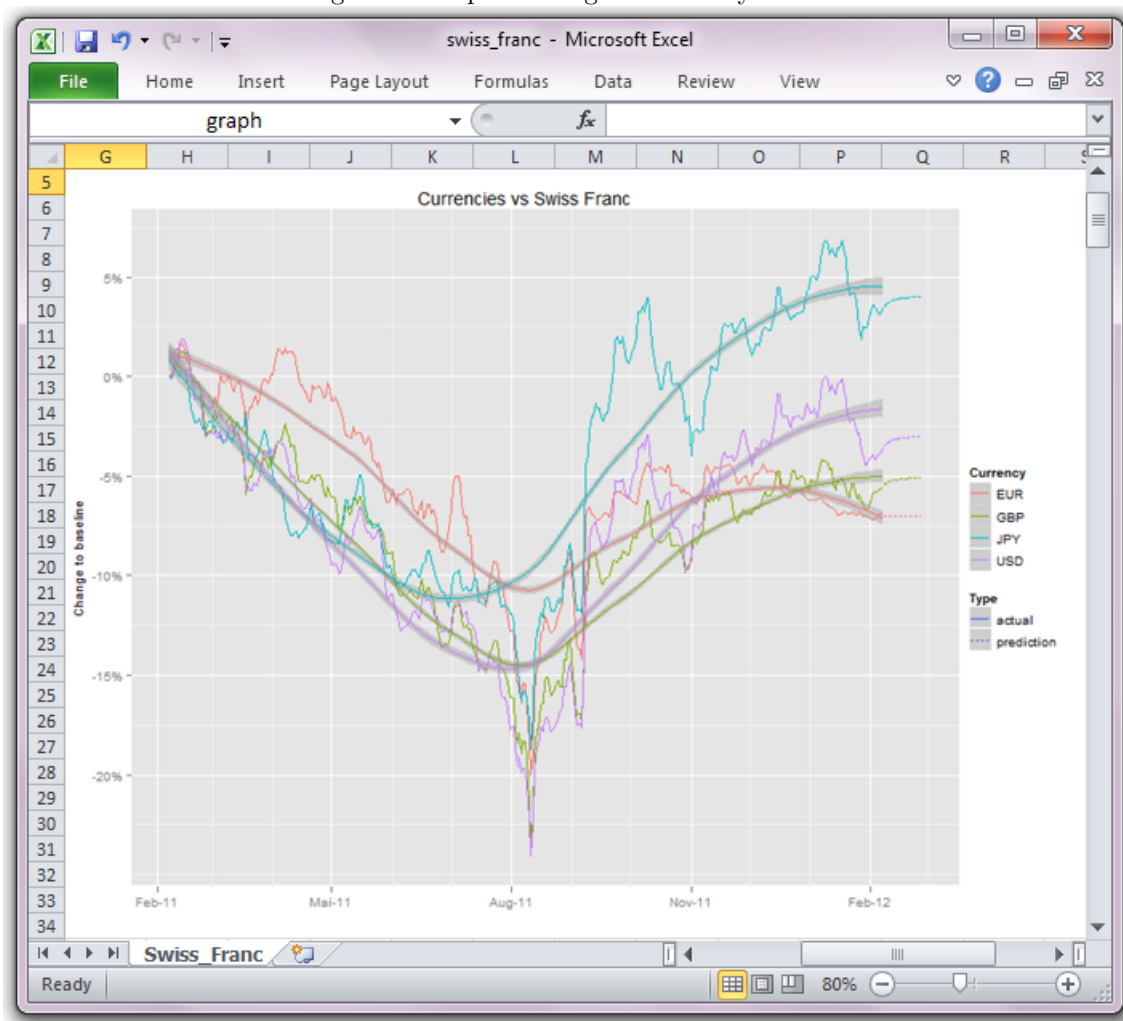 swiss_franc - Microsoft Excel
File Home Insert Page Layout Formulas Data Review View
graph fx
G H I J K L M N O P Q R
5
6
7
8
9
10
11
12
13
14
15
16
17
18
19
20
21
22
23
24
25
26
27
28
29
30
31
32
33
34
Currencies vs Swiss Franc
5%
0%
-5%
-10%
-15%
-20%
Change to baseline
Feb-11 Mai-11 Aug-11 Nov-11 Feb-12
Currency
EUR
GBP
JPY
USD
Type
actual
prediction
Swiss_Franc
Ready 80%